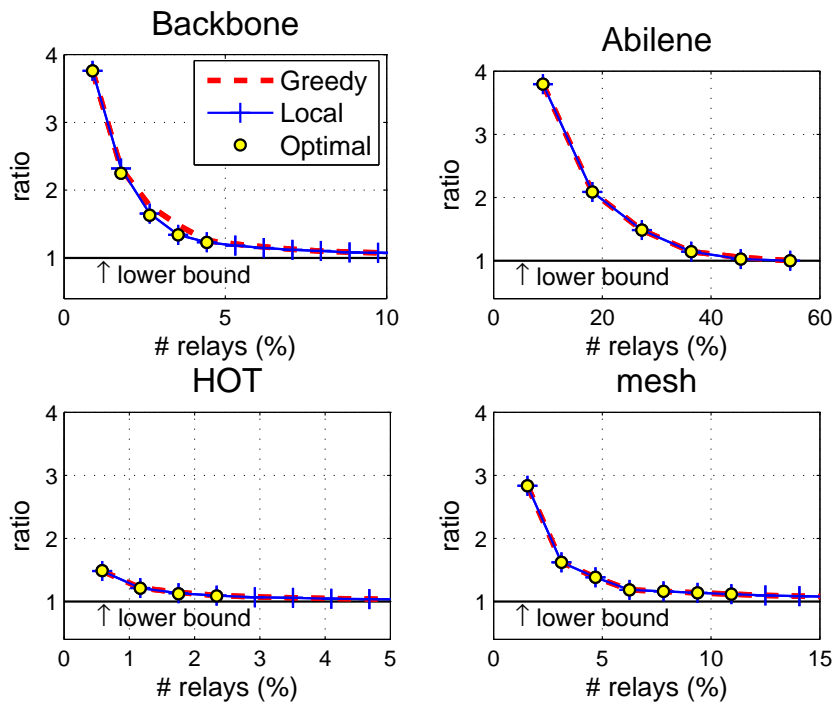 Backbone
4
3
2
1
ratio
Greedy
Local
Optimal
↑ lower bound
0 5 10
# relays (%)
Abilene
4
3
2
1
ratio
↑ lower bound
0 20 40 60
# relays (%)
HOT
4
3
2
1
ratio
↑ lower bound
0 1 2 3 4 5
# relays (%)
mesh
4
3
2
1
ratio
↑ lower bound
0 5 10 15
# relays (%)